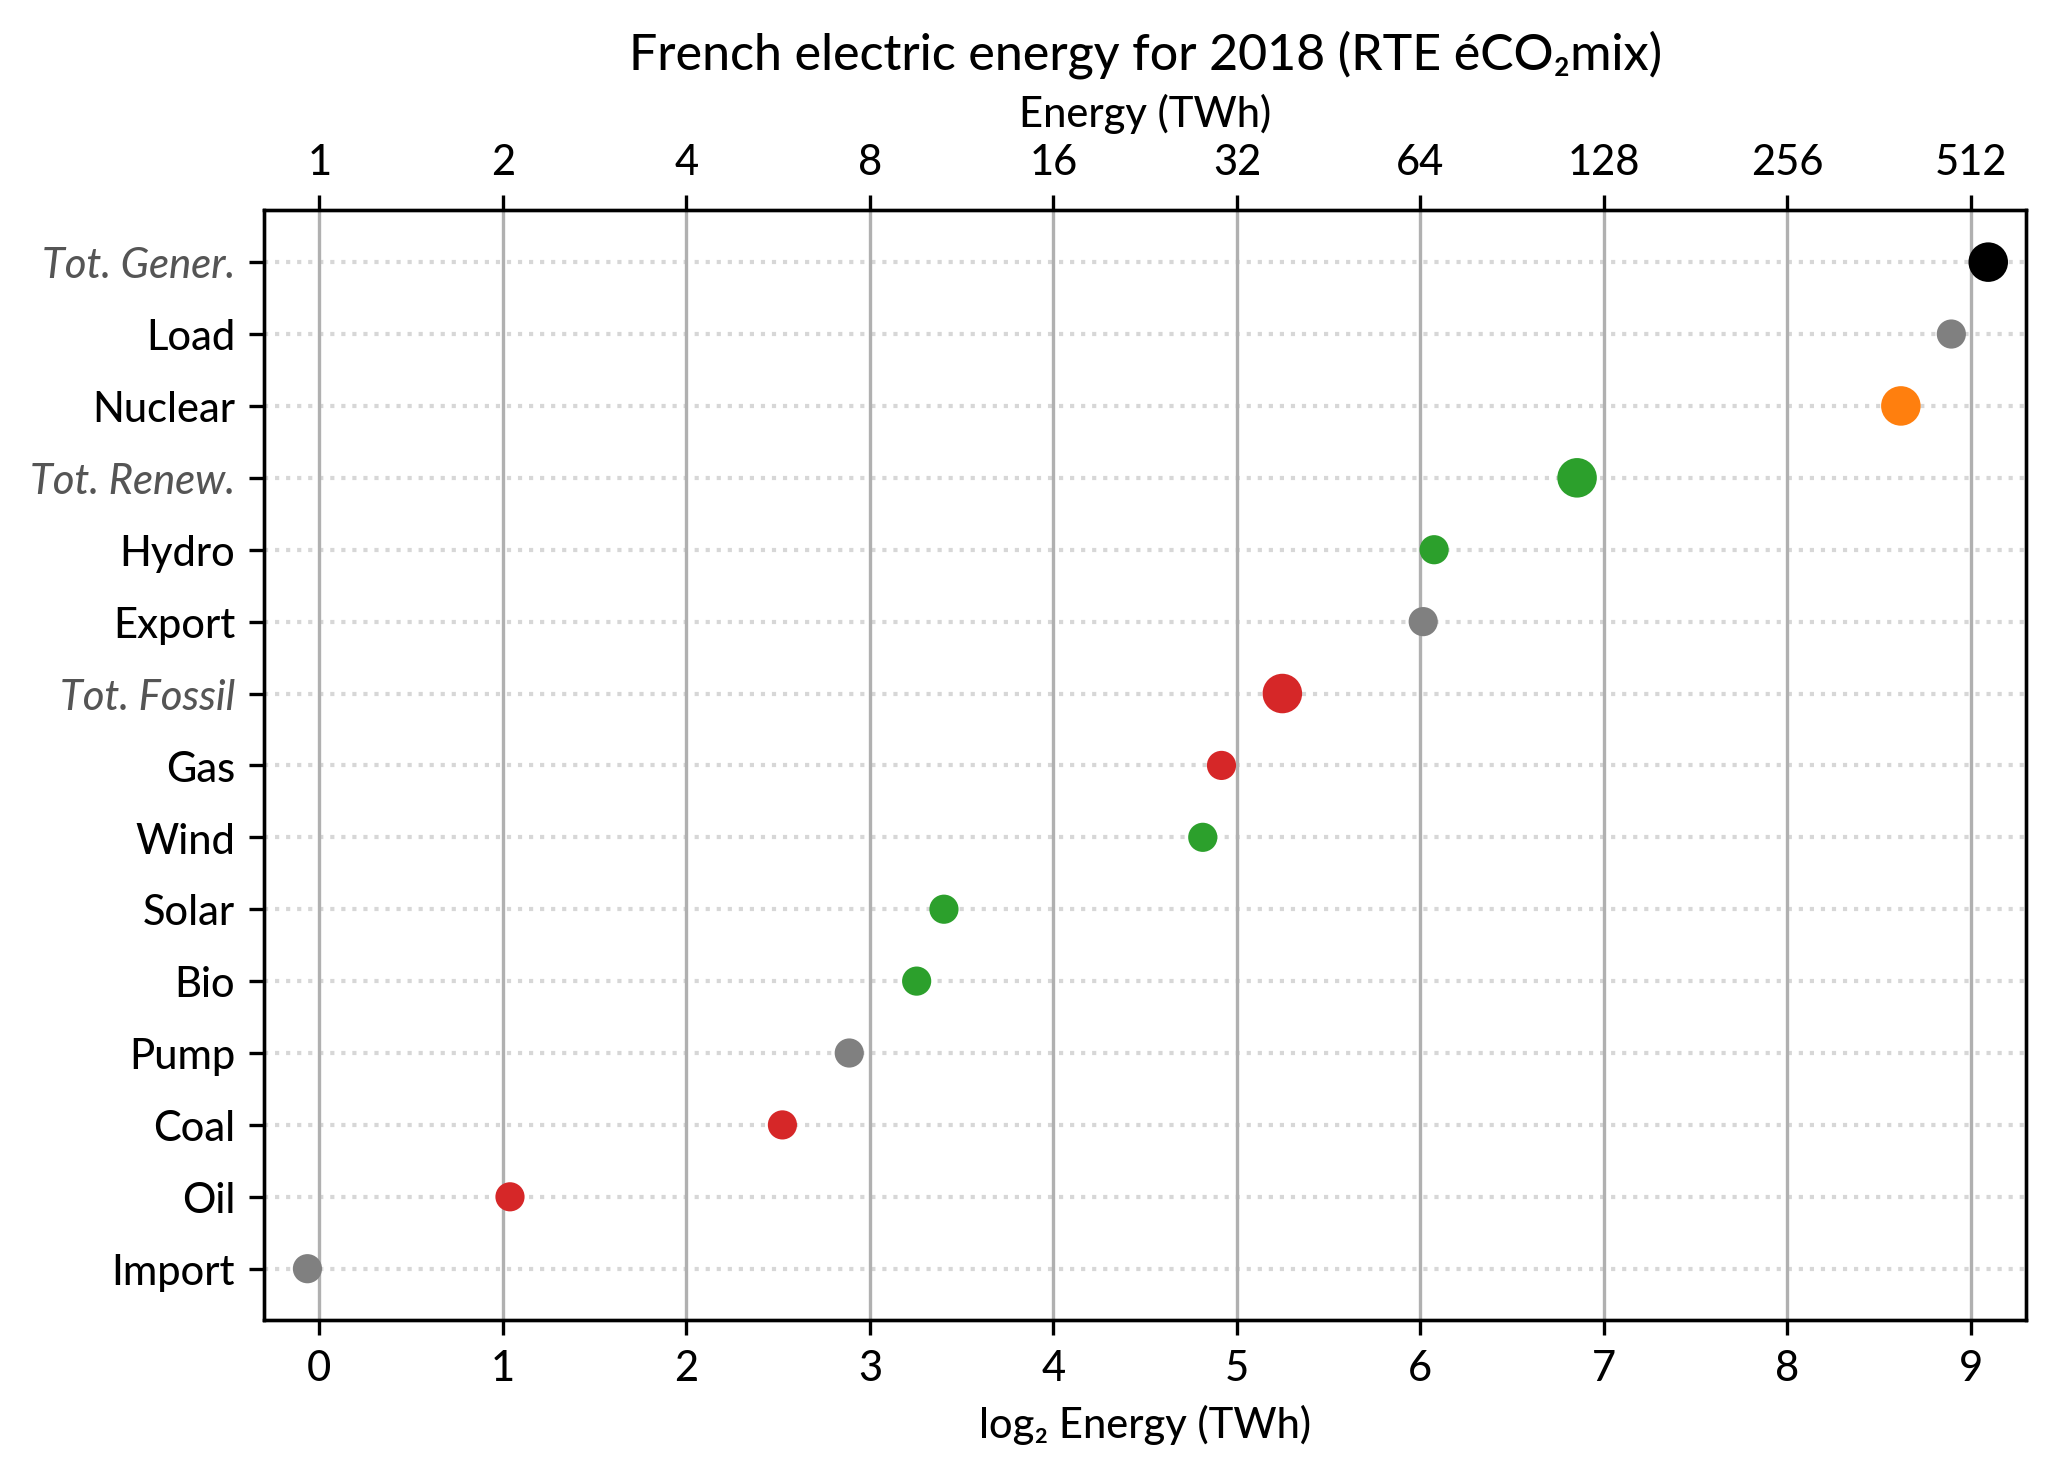 French electric energy for 2018 (RTE éCO₂mix)
Energy (TWh)
1 2 4 8 16 32 64 128 256 512
Tot. Gener.
Load
Nuclear
Tot. Renew.
Hydro
Export
Tot. Fossil
Gas
Wind
Solar
Bio
Pump
Coal
Oil
Import
0 1 2 3 4 5 6 7 8 9
log₂ Energy (TWh)